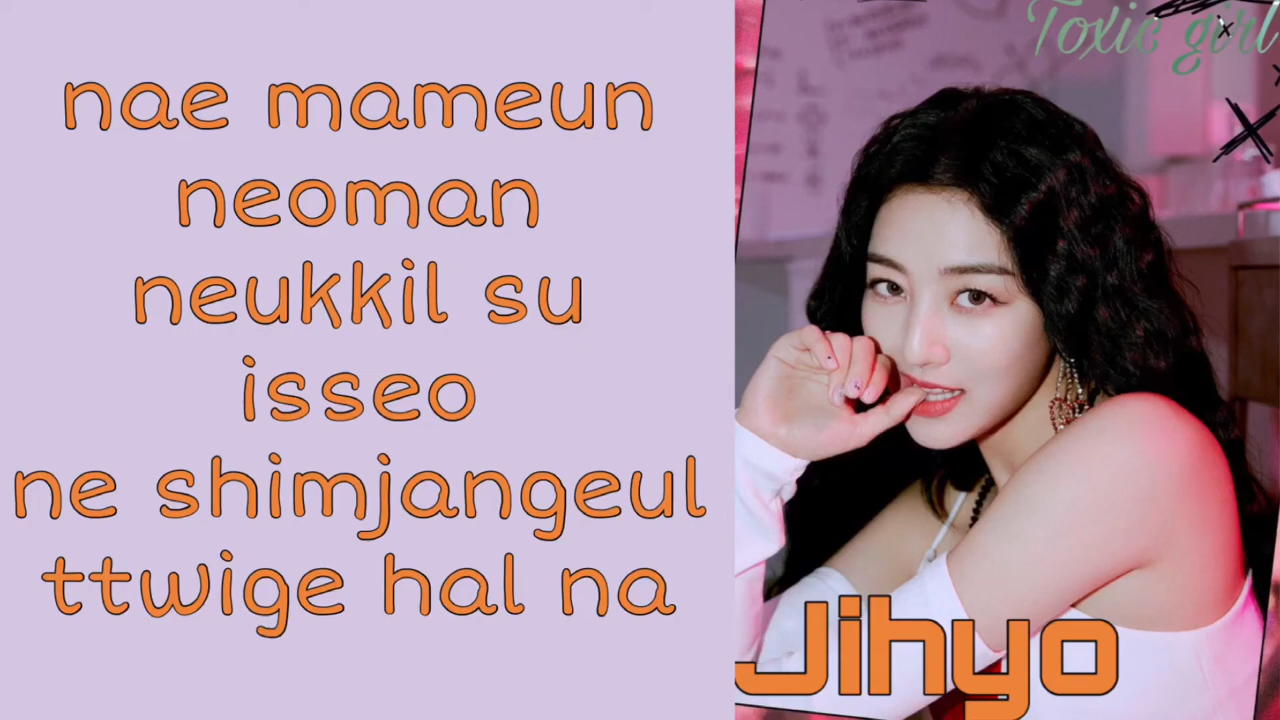 nae mameun
neoman
neukkil su
isseo
ne shimjangeul
ttwige hal na
Toxic girl
Jihyo